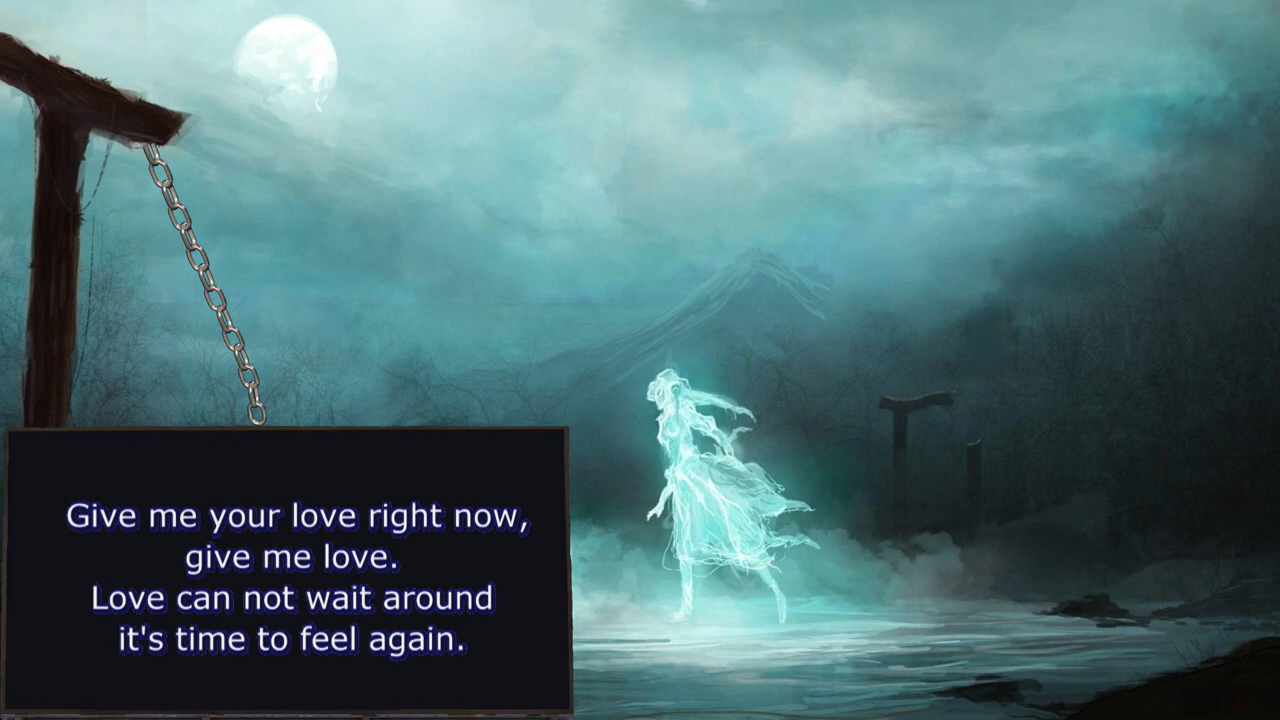 Give me your love right now,
give me love.
Love can not wait around
it's time to feel again.